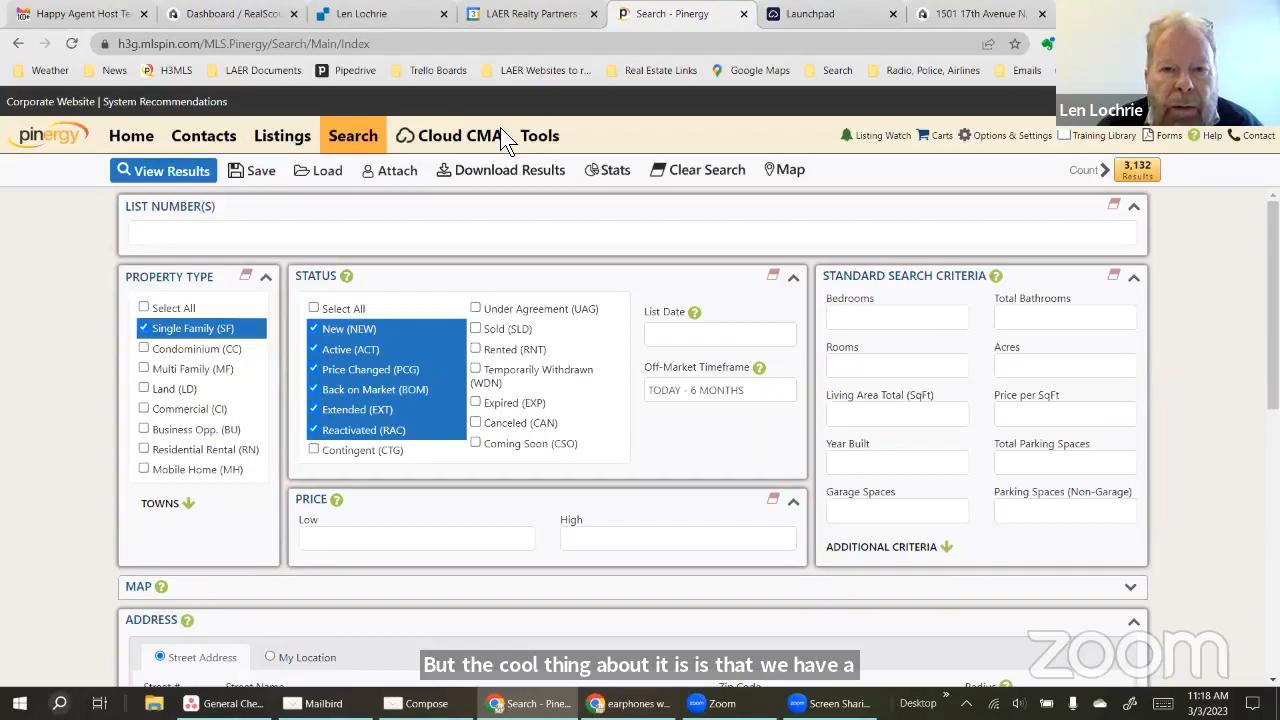 Happy Agent Host Te
Dashboard / RealScou
Len Lochrie
LAER Realty Partners
Search - Pinergy
Launchpad
1501 17th Avenue N
h3g.mlspin.com/MLS.Pinergy/Search/Main/Index
Weather
News
H3MLS
LAER Documents
Pipedrive
Trello Boards
LAER Websites to r...
Real Estate Links
Google Maps
Search
Radio, Police, Airlines
Emails
Corporate Website | System Recommendations
Len Lochrie
pinergy
Home
Contacts
Listings
Search
Cloud CMA
Tools
Listing Watch
Carts
Options & Settings
Training Library
Forms
Help
Contact
View Results
Save
Load
Attach
Download Results
Stats
Clear Search
Map
Count
3,132
Results
LIST NUMBER(S)
PROPERTY TYPE
Select All
Single Family (SF)
Condominium (CC)
Multi Family (MF)
Land (LD)
Commercial (CI)
Business Opp. (BU)
Residential Rental (RN)
Mobile Home (MH)
TOWNS
STATUS
Select All
New (NEW)
Active (ACT)
Price Changed (PCG)
Back on Market (BOM)
Extended (EXT)
Reactivated (RAC)
Contingent (CTG)
Under Agreement (UAG)
Sold (SLD)
Rented (RNT)
Temporarily Withdrawn
(WDN)
Expired (EXP)
Canceled (CAN)
Coming Soon (CSO)
List Date
Off-Market Timeframe
TODAY - 6 MONTHS
PRICE
Low
High
STANDARD SEARCH CRITERIA
Bedrooms
Total Bathrooms
Rooms
Acres
Living Area Total (SqFt)
Price per SqFt
Year Built
Total Parking Spaces
Garage Spaces
Parking Spaces (Non-Garage)
ADDITIONAL CRITERIA
MAP
ADDRESS
Street Address
My Location
Street #
Street Name
Zip Code
Radius
But the cool thing about it is is that we have a
zoom
General Che...
Mailbird
Compose
Search - Pine...
earphones w...
Zoom
Screen Shari...
Desktop
11:18 AM
3/3/2023